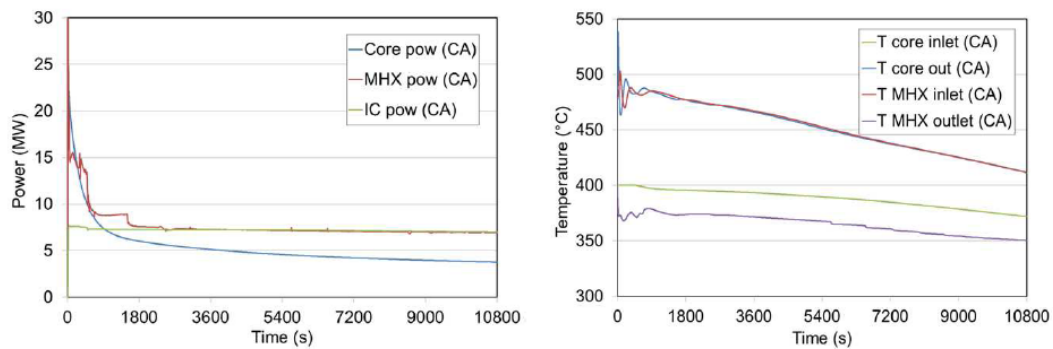 30
25
20
15
10
5
0
Power (MW)
Core pow (CA)
MHX pow (CA)
IC pow (CA)
0 1800 3600 5400 7200 9000 10800
Time (s)
550
500
450
400
350
300
Temperature (°C)
T core inlet (CA)
T core out (CA)
T MHX inlet (CA)
T MHX outlet (CA)
0 1800 3600 5400 7200 9000 10800
Time (s)